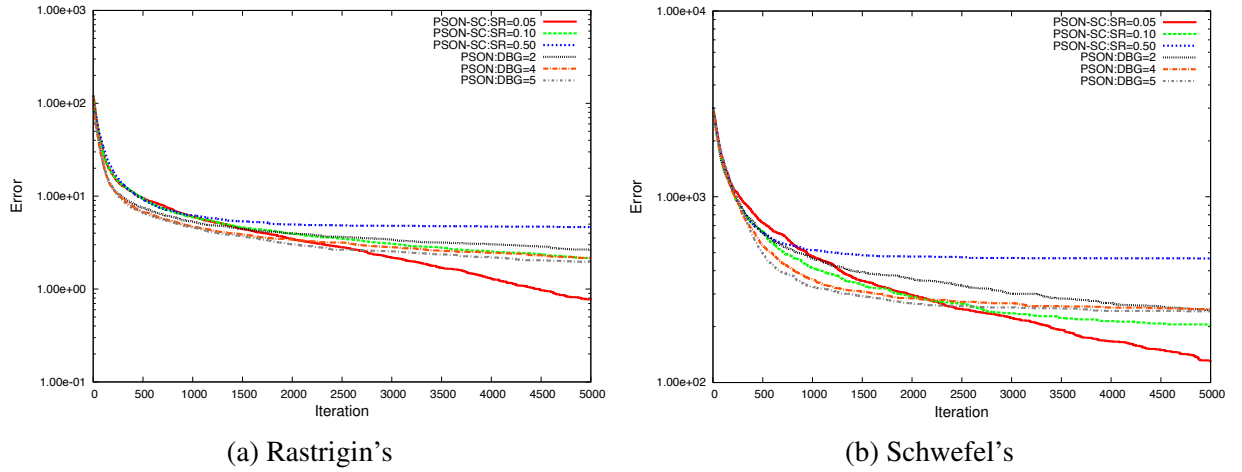 1.00e+03
1.00e+02
1.00e+01
1.00e+00
1.00e-01
Error
PSON-SC:SR=0.05
PSON-SC:SR=0.10
PSON-SC:SR=0.50
PSON:DBG=2
PSON:DBG=4
PSON:DBG=5
0 500 1000 1500 2000 2500 3000 3500 4000 4500 5000
Iteration
(a) Rastrigin's
1.00e+04
1.00e+03
1.00e+02
Error
PSON-SC:SR=0.05
PSON-SC:SR=0.10
PSON-SC:SR=0.50
PSON:DBG=2
PSON:DBG=4
PSON:DBG=5
0 500 1000 1500 2000 2500 3000 3500 4000 4500 5000
Iteration
(b) Schwefel's